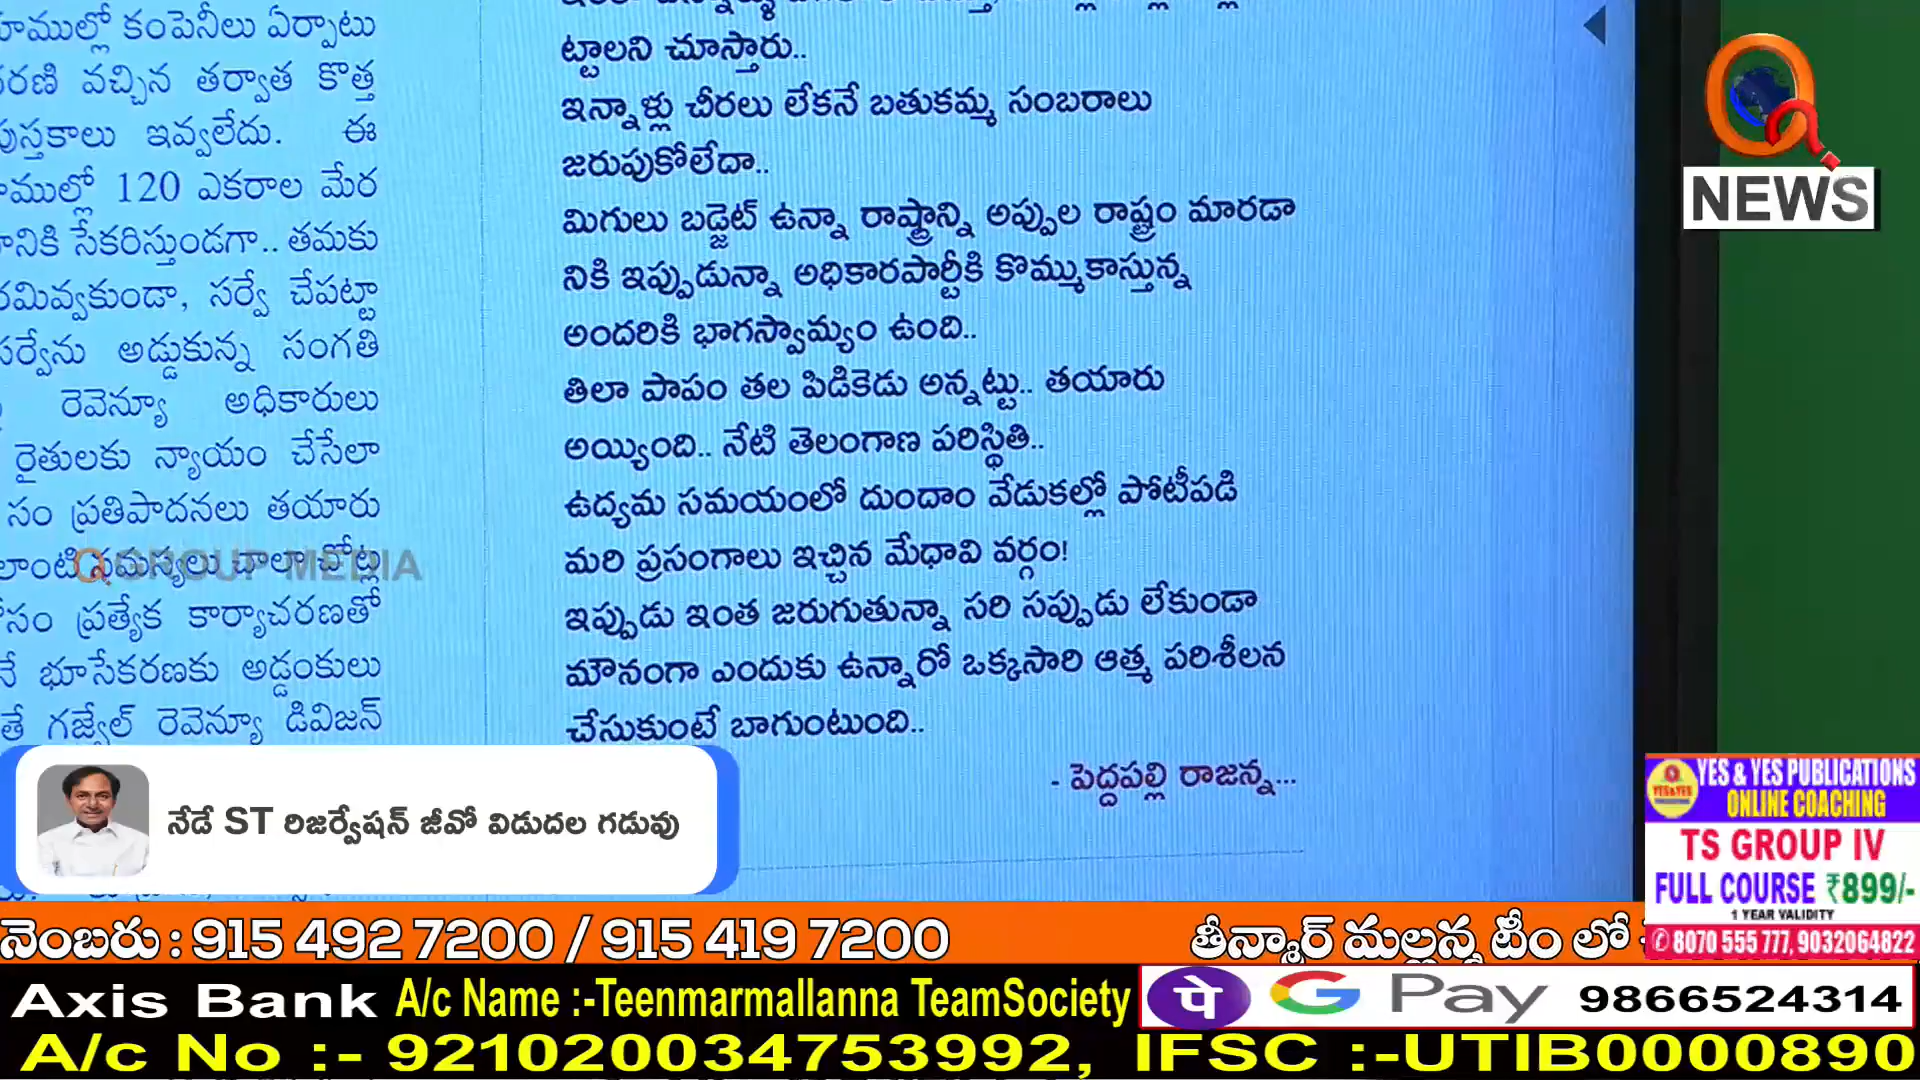 కంపెనీలు ఏర్పాటు
వచ్చిన తర్వాత కొత్త
పుస్తకాలు ఇవ్వలేదు. ఈ
120 ఎకరాల మేర
సేకరిస్తుండగా.. తమకు
సర్వే చేపట్టా
సర్వేను అడ్డుకున్న సంగతి
రెవెన్యూ అధికారులు
రైతులకు న్యాయం చేసేలా
సం ప్రతిపాదనలు తయారు
లాంటి సమస్యలు చాలా చోట్ల
ప్రత్యేక కార్యాచరణతో
నే భూసేకరణకు అడ్డంకులు
తే గజ్వేల్ రెవెన్యూ డివిజన్
ట్టాలని చూస్తారు..
ఇన్నాళ్లు చీరలు లేకనే బతుకమ్మ సంబరాలు
జరుపుకోలేదా..
మిగులు బడ్జెట్ ఉన్నా రాష్ట్రాన్ని అప్పుల రాష్ట్రం మారడా
నికి ఇప్పుడున్నా అధికారపార్టీకి కొమ్ముకాస్తున్న
అందరికి భాగస్వామ్యం ఉంది..
తిలా పాపం తల పిడికెడు అన్నట్టు.. తయారు
అయ్యింది.. నేటి తెలంగాణ పరిస్థితి..
ఉద్యమ సమయంలో దుందాం వేడుకల్లో పోటీపడి
మరి ప్రసంగాలు ఇచ్చిన మేధావి వర్గం!
ఇప్పుడు ఇంత జరుగుతున్నా సరి సప్పుడు లేకుండా
మౌనంగా ఎందుకు ఉన్నారో ఒక్కసారి ఆత్మ పరిశీలన
చేసుకుంటే బాగుంటుంది..
- పెద్దపల్లి రాజన్న...
Q GROUP MEDIA
Q
NEWS
నేడే ST రిజర్వేషన్ జీవో విడుదల గడువు
YES & YES PUBLICATIONS
ONLINE COACHING
TS GROUP IV
FULL COURSE ₹899/-
1 YEAR VALIDITY
8070 555 777, 9032064822
నెంబరు : 915 492 7200 / 915 419 7200
తీన్మార్ మల్లన్న టీం లో
Axis Bank A/c Name :-Teenmarmallanna TeamSociety
पे G Pay 9866524314
A/c No :- 921020034753992, IFSC :-UTIB0000890